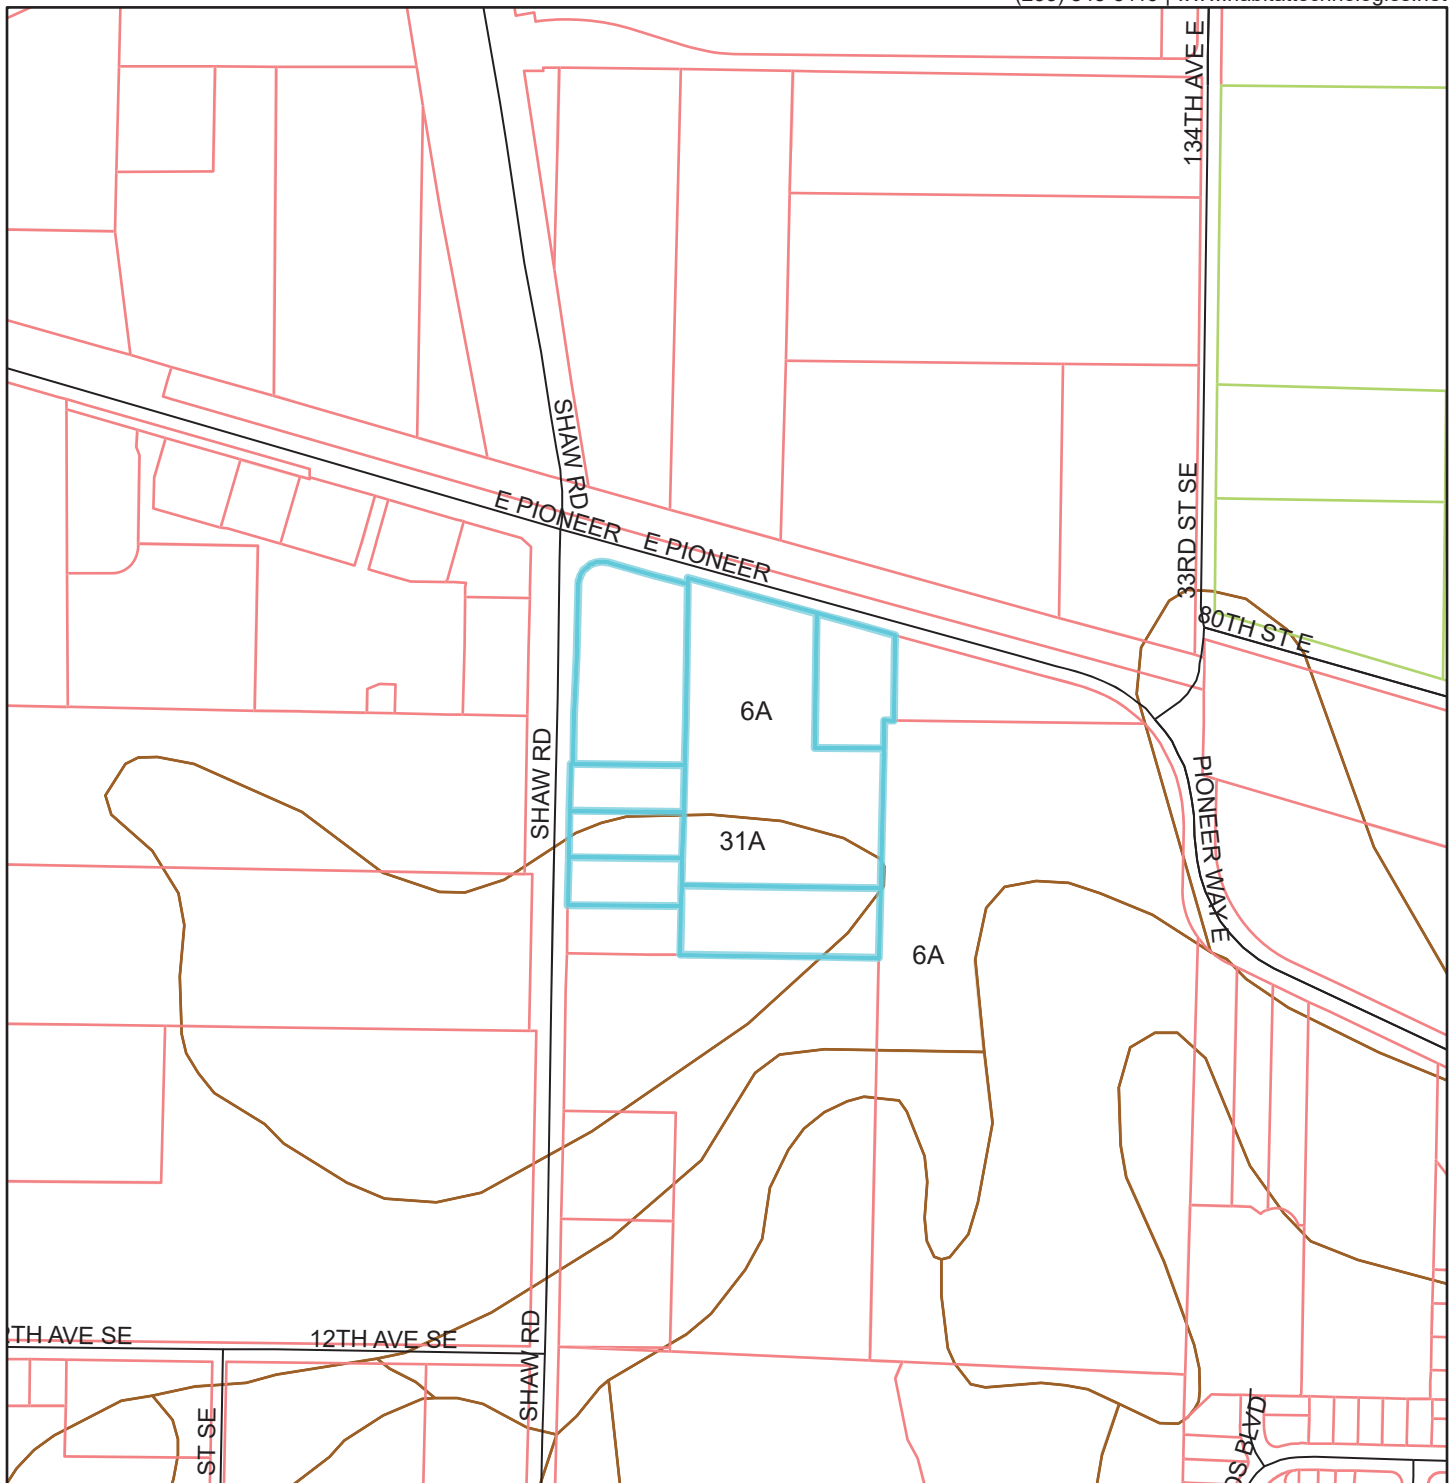 134TH AVE E
SHAW RD
E PIONEER
E PIONEER
33RD ST SE
80TH ST E
6A
SHAW RD
31A
PIONEER WAY E
6A
TH AVE SE
12TH AVE SE
SHAW RD
ST SE
BLVD